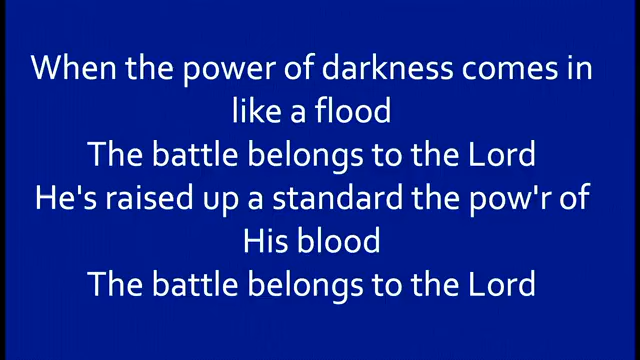 When the power of darkness comes in
like a flood
The battle belongs to the Lord
He's raised up a standard the pow'r of
His blood
The battle belongs to the Lord